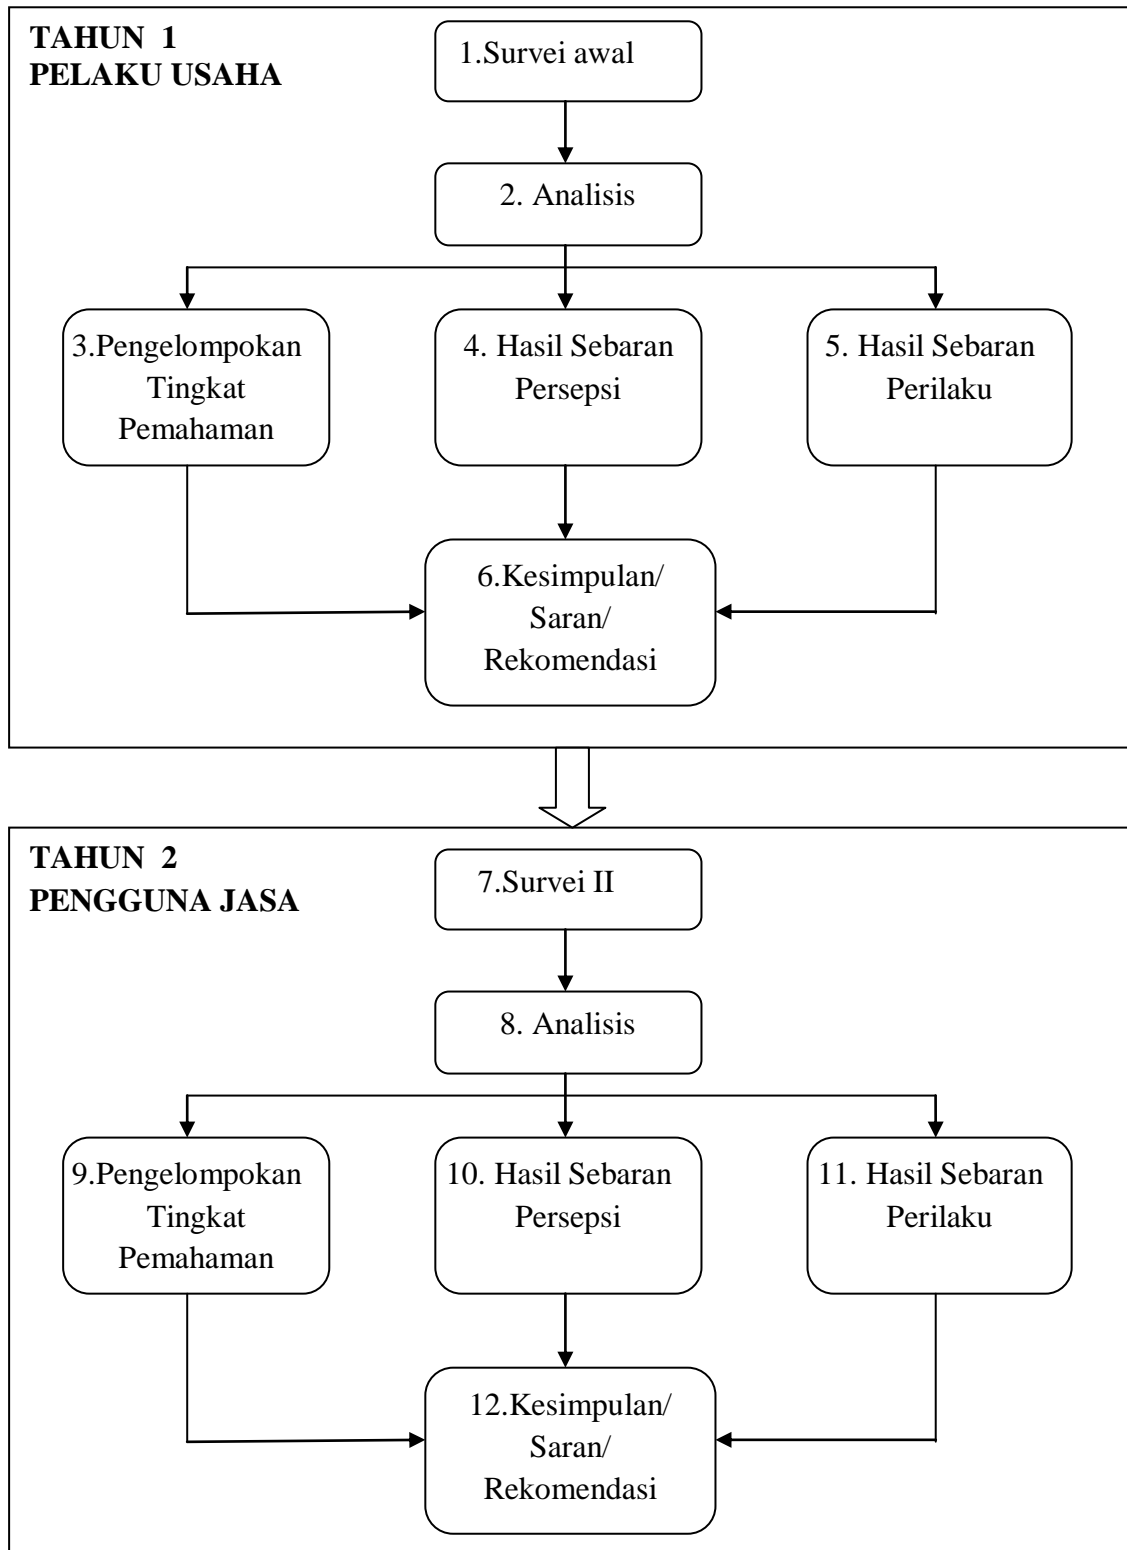 TAHUN  1
PELAKU USAHA
1.Survei awal
2. Analisis
3.Pengelompokan
Tingkat
Pemahaman
4. Hasil Sebaran
Persepsi
5. Hasil Sebaran
Perilaku
6.Kesimpulan/
Saran/
Rekomendasi
TAHUN  2
PENGGUNA JASA
7.Survei II
8. Analisis
9.Pengelompokan
Tingkat
Pemahaman
10. Hasil Sebaran
Persepsi
11. Hasil Sebaran
Perilaku
12.Kesimpulan/
Saran/
Rekomendasi